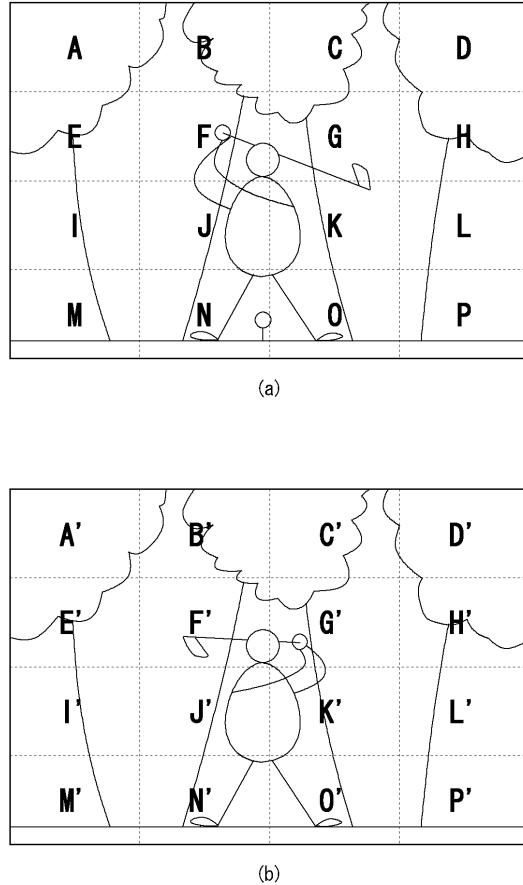 A B C D
E F G H
I J K L
M N O P
(a)
A' B' C' D'
E' F' G' H'
I' J' K' L'
M' N' O' P'
(b)